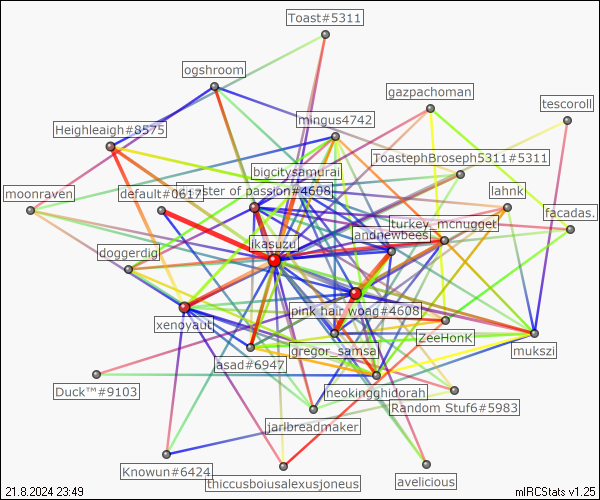 Toast#5311
ogshroom
gazpachoman
tescoroll
mingus4742
Heighleaigh#8575
ToastephBroseph5311#5311
bigcitysamurai
moonraven
default#0617
ster of passion#4608
lahnk
facadas.
turkey_mcnugget
andnewbees
ikasuzu
doggerdig
pink hair woag#4608
xenovaut
ZeeHonK
mukszi
gregor_samsa
asad#6947
neokingghidorah
Duck™#9103
Random Stuf6#5983
jarlbreadmaker
Knowun#6424
thiccusboiusalexusjoneus
avelicious
21.8.2024 23:49
mIRCStats v1.25